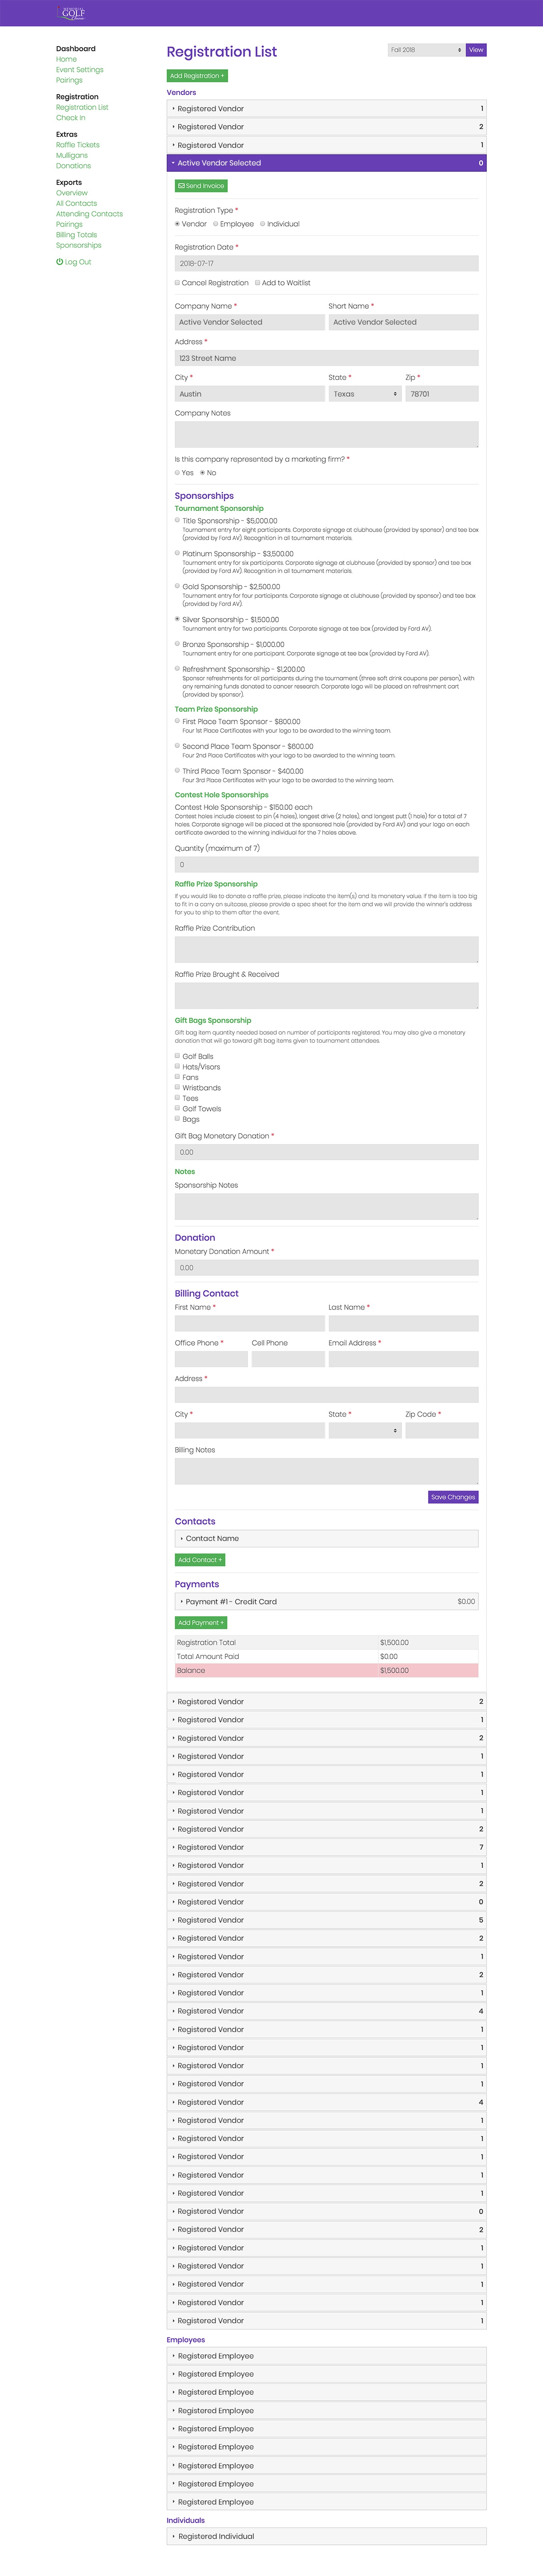 GOLF
Dashboard
Home
Event Settings
Pairings
Registration
Registration List
Check In
Extras
Raffle Tickets
Mulligans
Donations
Exports
Overview
All Contacts
Attending Contacts
Pairings
Billing Totals
Sponsorships
Log Out
Registration List
Fall 2018 View
Add Registration +
Vendors
Registered Vendor 1
Registered Vendor 2
Registered Vendor 1
Active Vendor Selected 0
Send Invoice
Registration Type *
Vendor Employee Individual
Registration Date *
2018-07-17
Cancel Registration Add to Waitlist
Company Name * Short Name *
Active Vendor Selected Active Vendor Selected
Address *
123 Street Name
City * State * Zip *
Austin Texas 78701
Company Notes
Is this company represented by a marketing firm? *
Yes No
Sponsorships
Tournament Sponsorship
Title Sponsorship - $5,000.00
Tournament entry for eight participants. Corporate signage at clubhouse (provided by sponsor) and tee box
(provided by Ford AV). Recognition in all tournament materials.
Platinum Sponsorship - $3,500.00
Tournament entry for six participants. Corporate signage at clubhouse (provided by sponsor) and tee box
(provided by Ford AV). Recognition in all tournament materials.
Gold Sponsorship - $2,500.00
Tournament entry for four participants. Corporate signage at clubhouse (provided by sponsor) and tee box
(provided by Ford AV).
Silver Sponsorship - $1,500.00
Tournament entry for two participants. Corporate signage at tee box (provided by Ford AV).
Bronze Sponsorship - $1,000.00
Tournament entry for one participant. Corporate signage at tee box (provided by Ford AV).
Refreshment Sponsorship - $1,200.00
Sponsor refreshments for all participants during the tournament (three soft drink coupons per person), with
any remaining funds donated to cancer research. Corporate logo will be placed on refreshment cart
(provided by sponsor).
Team Prize Sponsorship
First Place Team Sponsor - $800.00
Four 1st Place Certificates with your logo to be awarded to the winning team.
Second Place Team Sponsor - $600.00
Four 2nd Place Certificates with your logo to be awarded to the winning team.
Third Place Team Sponsor - $400.00
Four 3rd Place Certificates with your logo to be awarded to the winning team.
Contest Hole Sponsorships
Contest Hole Sponsorship - $150.00 each
Contest holes include closest to pin (4 holes), longest drive (2 holes), and longest putt (1 hole) for a total of 7
holes. Corporate signage will be placed at the sponsored hole (provided by Ford AV) and your logo on each
certificate awarded to the winning individual for the 7 holes above.
Quantity (maximum of 7)
0
Raffle Prize Sponsorship
If you would like to donate a raffle prize, please indicate the item(s) and its monetary value. If the item is too big
to fit in a carry on suitcase, please provide a spec sheet for the item and we will provide the winner's address
for you to ship to them after the event.
Raffle Prize Contribution
Raffle Prize Brought & Received
Gift Bags Sponsorship
Gift bag item quantity needed based on number of participants registered. You may also give a monetary
donation that will go toward gift bag items given to tournament attendees.
Golf Balls
Hats/Visors
Fans
Wristbands
Tees
Golf Towels
Bags
Gift Bag Monetary Donation *
0.00
Notes
Sponsorship Notes
Donation
Monetary Donation Amount *
0.00
Billing Contact
First Name * Last Name *
Office Phone * Cell Phone Email Address *
Address *
City * State * Zip Code *
Billing Notes
Save Changes
Contacts
Contact Name
Add Contact +
Payments
Payment #1 - Credit Card $0.00
Add Payment +
Registration Total $1,500.00
Total Amount Paid $0.00
Balance $1,500.00
Registered Vendor 2
Registered Vendor 1
Registered Vendor 2
Registered Vendor 1
Registered Vendor 1
Registered Vendor 1
Registered Vendor 1
Registered Vendor 2
Registered Vendor 7
Registered Vendor 1
Registered Vendor 2
Registered Vendor 0
Registered Vendor 5
Registered Vendor 2
Registered Vendor 1
Registered Vendor 2
Registered Vendor 1
Registered Vendor 4
Registered Vendor 1
Registered Vendor 1
Registered Vendor 1
Registered Vendor 1
Registered Vendor 4
Registered Vendor 1
Registered Vendor 1
Registered Vendor 1
Registered Vendor 1
Registered Vendor 1
Registered Vendor 0
Registered Vendor 2
Registered Vendor 1
Registered Vendor 1
Registered Vendor 1
Registered Vendor 1
Registered Vendor 1
Employees
Registered Employee
Registered Employee
Registered Employee
Registered Employee
Registered Employee
Registered Employee
Registered Employee
Registered Employee
Registered Employee
Individuals
Registered Individual